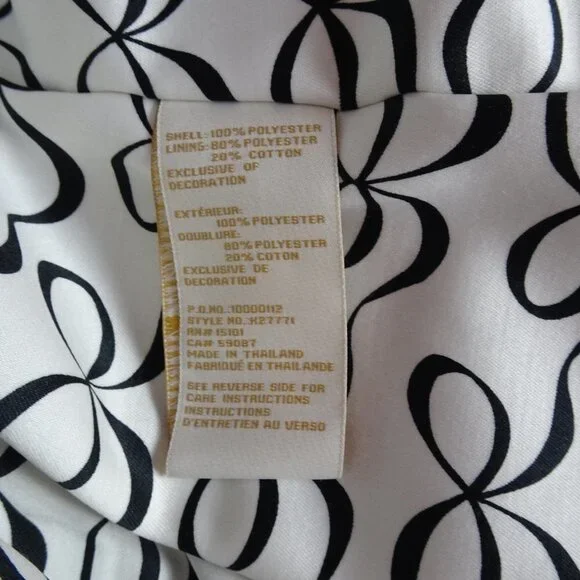 SHELL: 100% POLYESTER
LINING: 80% POLYESTER
20% COTTON
EXCLUSIVE OF
DECORATION
EXTÉRIEUR:
100% POLYESTER
DOUBLURE:
80% POLYESTER
20% COTON
EXCLUSIVE DE
DECORATION
P.O.NO.:10000112
STYLE NO.:K27771
RN# 15101
CA# 59087
MADE IN THAILAND
FABRIQUÉ EN THAILANDE
SEE REVERSE SIDE FOR
CARE INSTRUCTIONS
INSTRUCTIONS
D'ENTRETIEN AU VERSO